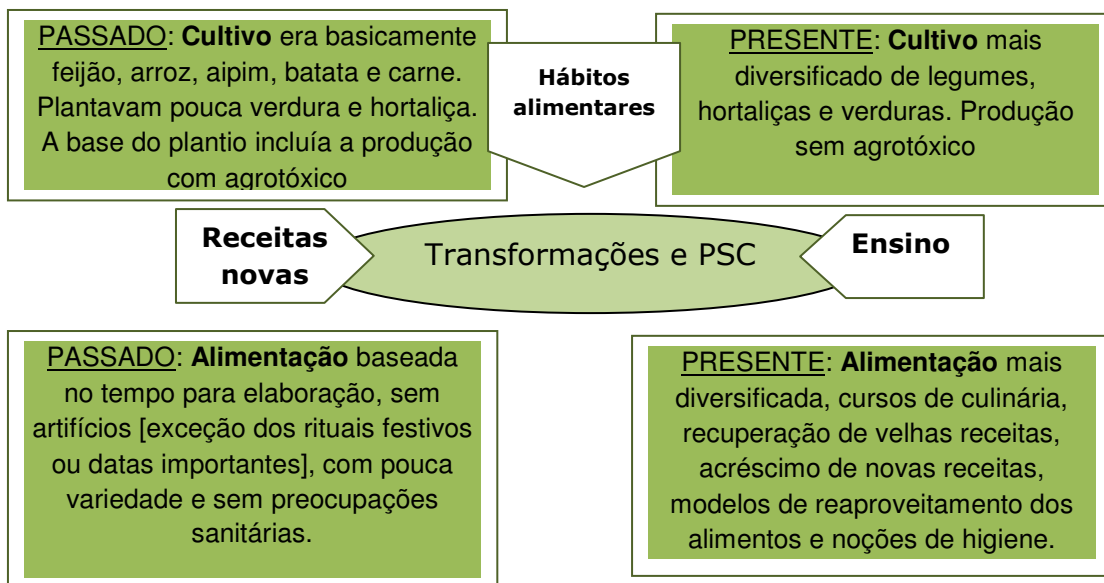 PASSADO: Cultivo era basicamente
feijão, arroz, aipim, batata e carne.
Plantavam pouca verdura e hortaliça.
A base do plantio incluía a produção
com agrotóxico
Hábitos
alimentares
PRESENTE: Cultivo mais
diversificado de legumes,
hortaliças e verduras. Produção
sem agrotóxico
Receitas
novas
Transformações e PSC
Ensino
PASSADO: Alimentação baseada
no tempo para elaboração, sem
artifícios [exceção dos rituais festivos
ou datas importantes], com pouca
variedade e sem preocupações
sanitárias.
PRESENTE: Alimentação mais
diversificada, cursos de culinária,
recuperação de velhas receitas,
acréscimo de novas receitas,
modelos de reaproveitamento dos
alimentos e noções de higiene.